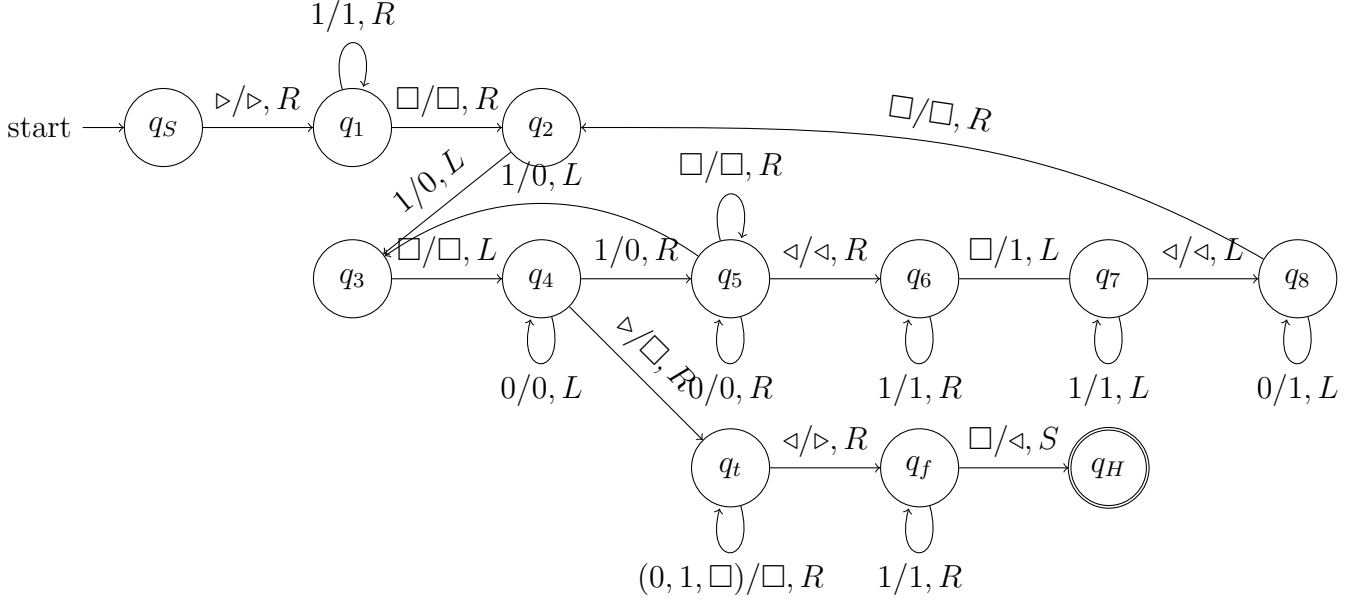 1/1, R
▹/▹, R
□/□, R
□/□, R
start
q_S
q_1
q_2
1/0, L
1/0, L
□/□, R
□/□, L
1/0, R
◃/◃, R
□/1, L
◃/◃, L
q_3
q_4
q_5
q_6
q_7
q_8
▹/□, R
0/0, L
0/0, R
1/1, R
1/1, L
0/1, L
◃/▹, R
□/◃, S
q_t
q_f
q_H
(0, 1, □)/□, R
1/1, R